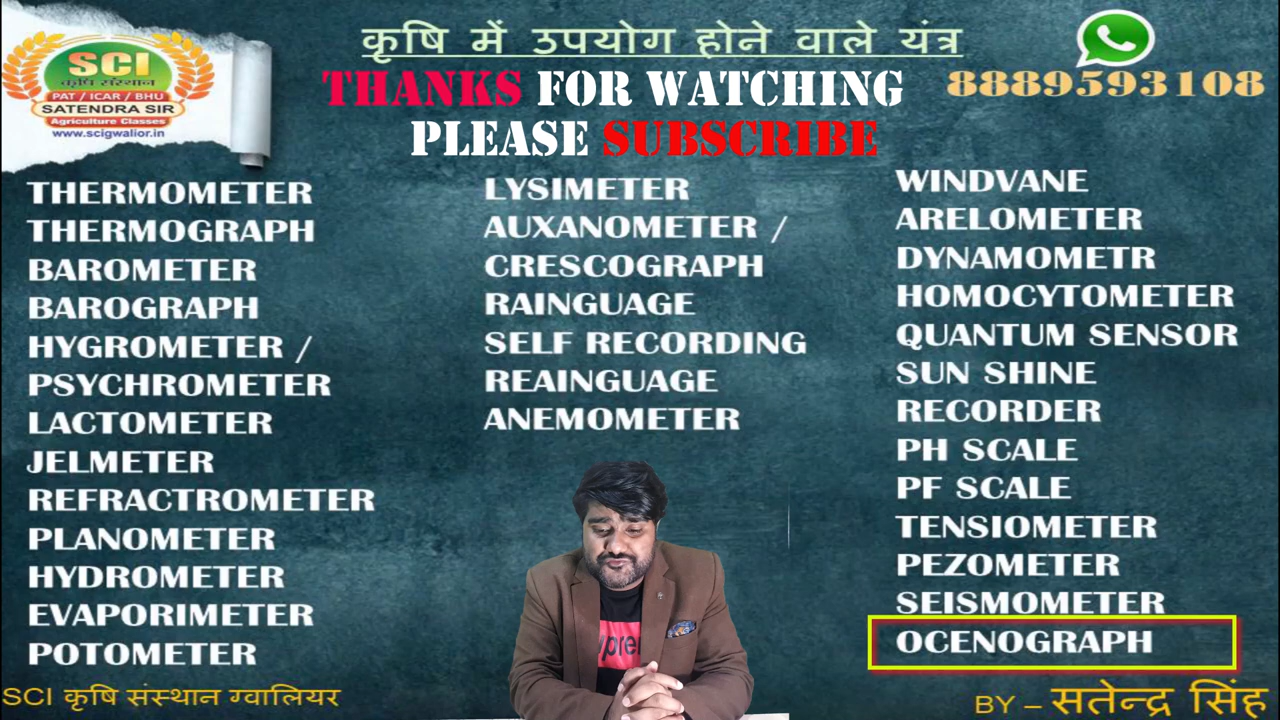 कृषि में उपयोग होने वाले यंत्र
SCI
कृषि संस्थान
PAT / ICAR / BHU
SATENDRA SIR
Agriculture Classes
www.scigwalior.in
8889593108
THANKS FOR WATCHING
PLEASE SUBSCRIBE
THERMOMETER
THERMOGRAPH
BAROMETER
BAROGRAPH
HYGROMETER /
PSYCHROMETER
LACTOMETER
JELMETER
REFRACTROMETER
PLANOMETER
HYDROMETER
EVAPORIMETER
POTOMETER
LYSIMETER
AUXANOMETER /
CRESCOGRAPH
RAINGUAGE
SELF RECORDING
REAINGUAGE
ANEMOMETER
WINDVANE
ARELOMETER
DYNAMOMETR
HOMOCYTOMETER
QUANTUM SENSOR
SUN SHINE
RECORDER
PH SCALE
PF SCALE
TENSIOMETER
PEZOMETER
SEISMOMETER
OCENOGRAPH
SCI कृषि संस्थान ग्वालियर
BY – सतेन्द्र सिंह